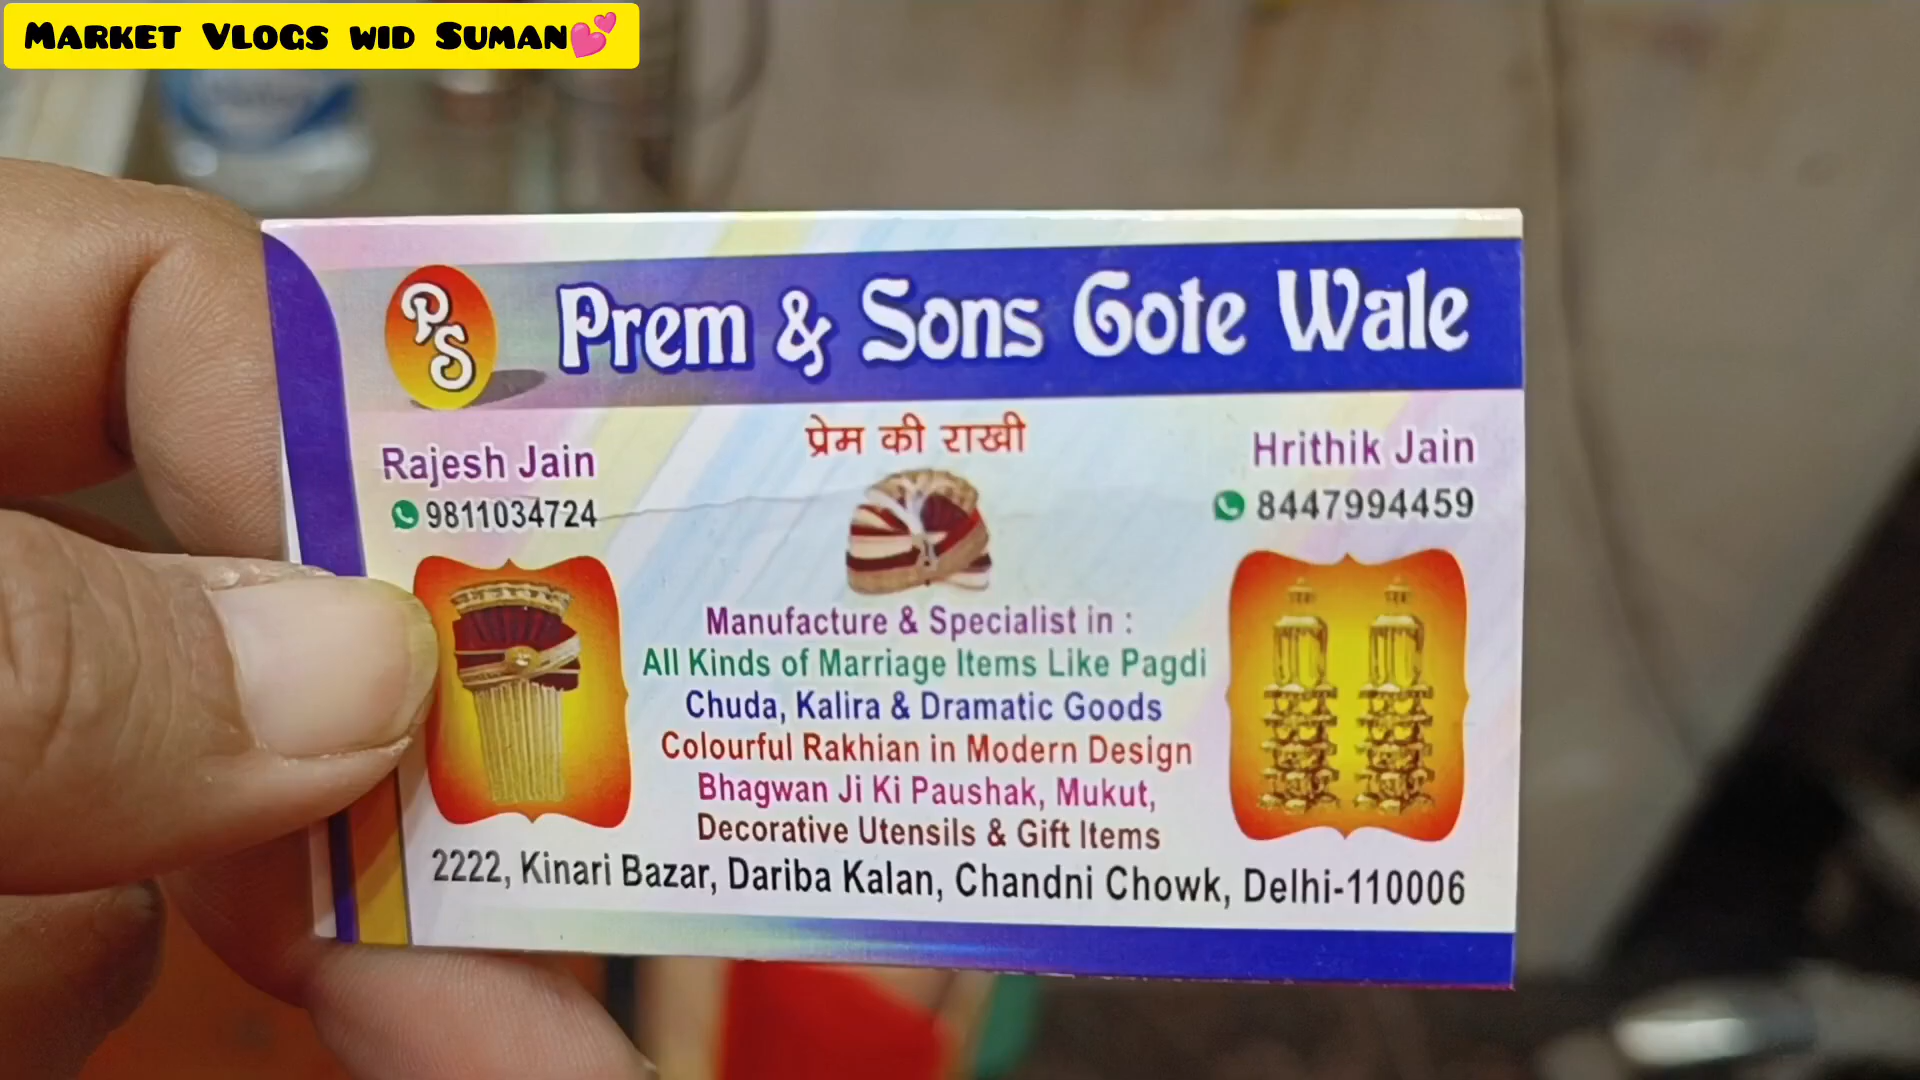 Market Vlogs wid Suman💕
PS
Prem & Sons Gote Wale
प्रेम की राखी
Rajesh Jain
9811034724
Hrithik Jain
8447994459
Manufacture & Specialist in :
All Kinds of Marriage Items Like Pagdi
Chuda, Kalira & Dramatic Goods
Colourful Rakhian in Modern Design
Bhagwan Ji Ki Paushak, Mukut,
Decorative Utensils & Gift Items
2222, Kinari Bazar, Dariba Kalan, Chandni Chowk, Delhi-110006